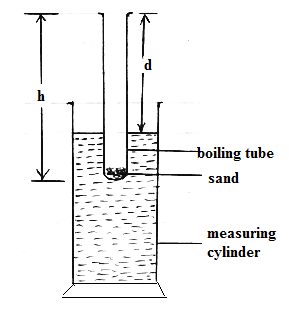 h
d
boiling tube
sand
measuring
cylinder